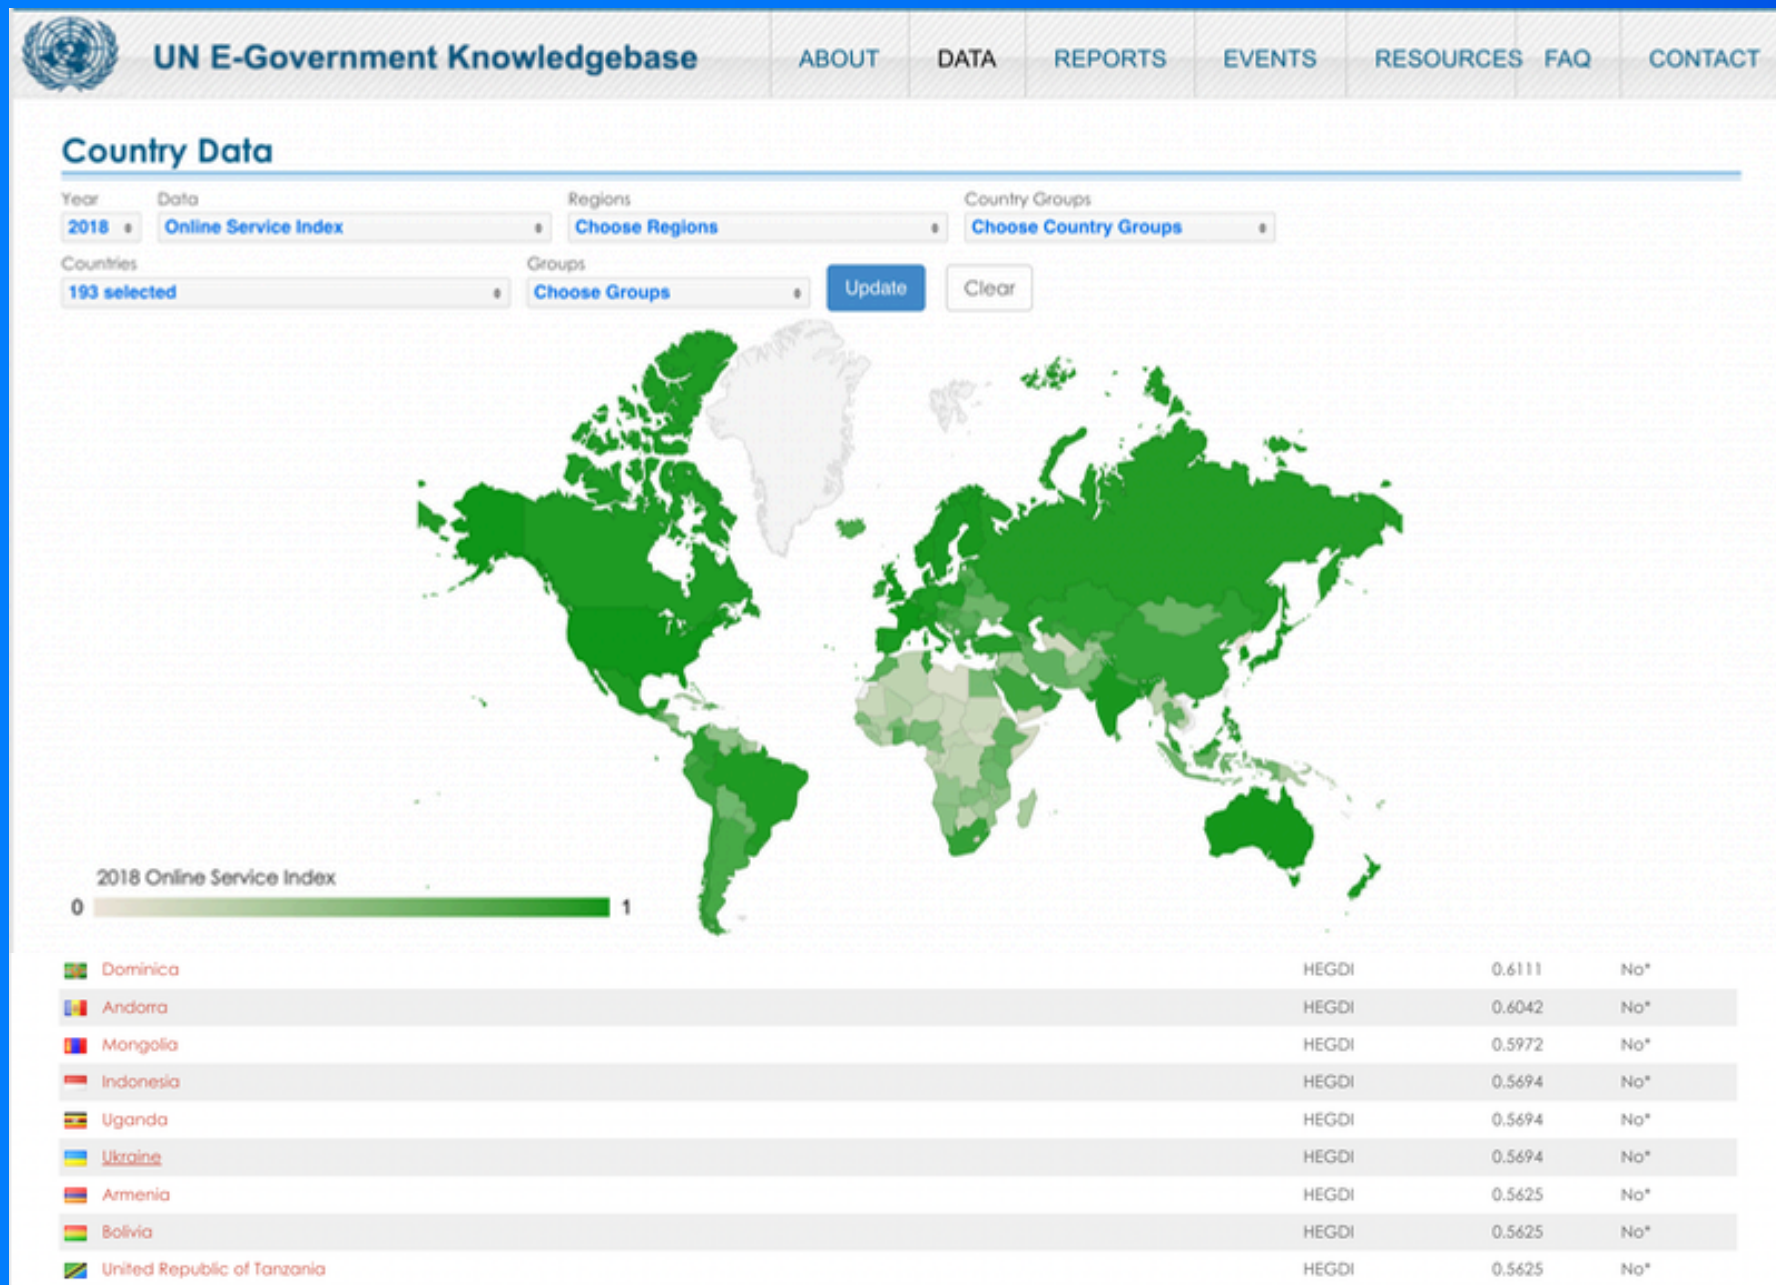 UN E-Government Knowledgebase ABOUT DATA REPORTS EVENTS RESOURCES FAQ CONTACT
Country Data
Year Data Regions Country Groups
2018 Online Service Index Choose Regions Choose Country Groups
Countries Groups
193 selected Choose Groups Update Clear
2018 Online Service Index
0 1
Dominica HEGDI 0.6111 No*
Andorra HEGDI 0.6042 No*
Mongolia HEGDI 0.5972 No*
Indonesia HEGDI 0.5694 No*
Uganda HEGDI 0.5694 No*
Ukraine HEGDI 0.5694 No*
Armenia HEGDI 0.5625 No*
Bolivia HEGDI 0.5625 No*
United Republic of Tanzania HEGDI 0.5625 No*